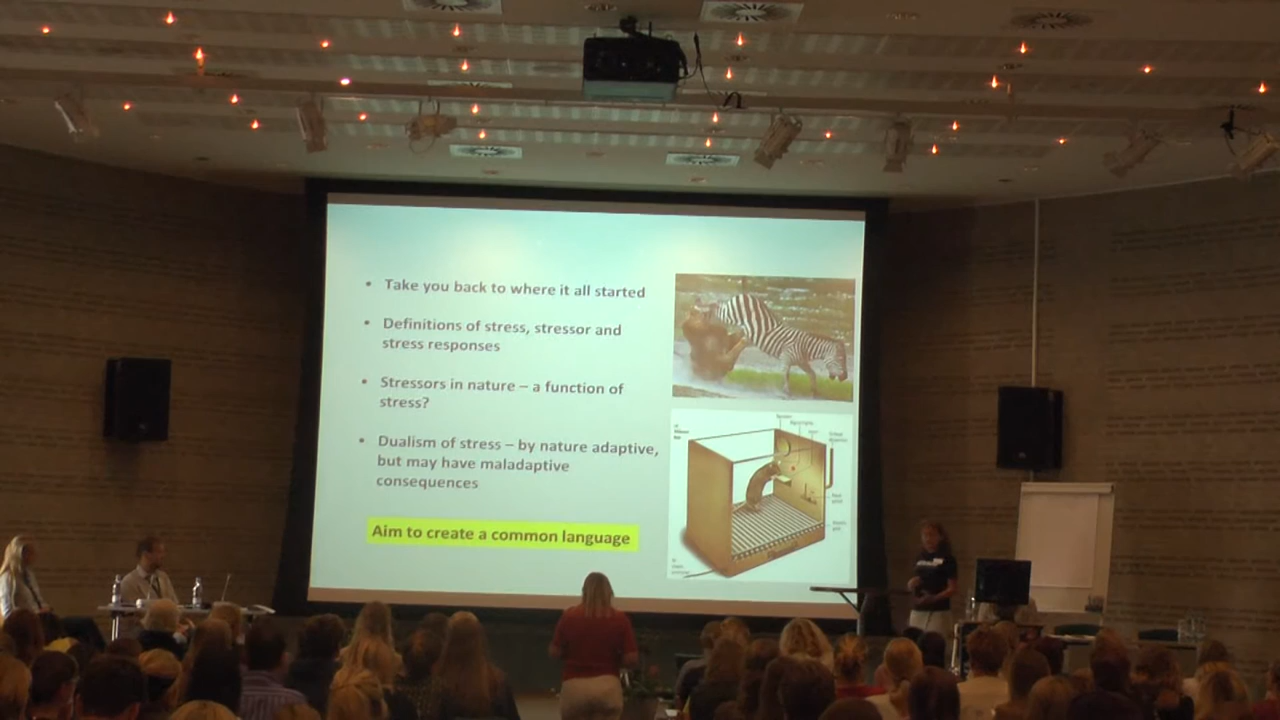 • Take you back to where it all started
• Definitions of stress, stressor and
stress responses
• Stressors in nature – a function of
stress?
• Dualism of stress – by nature adaptive,
but may have maladaptive
consequences
Aim to create a common language